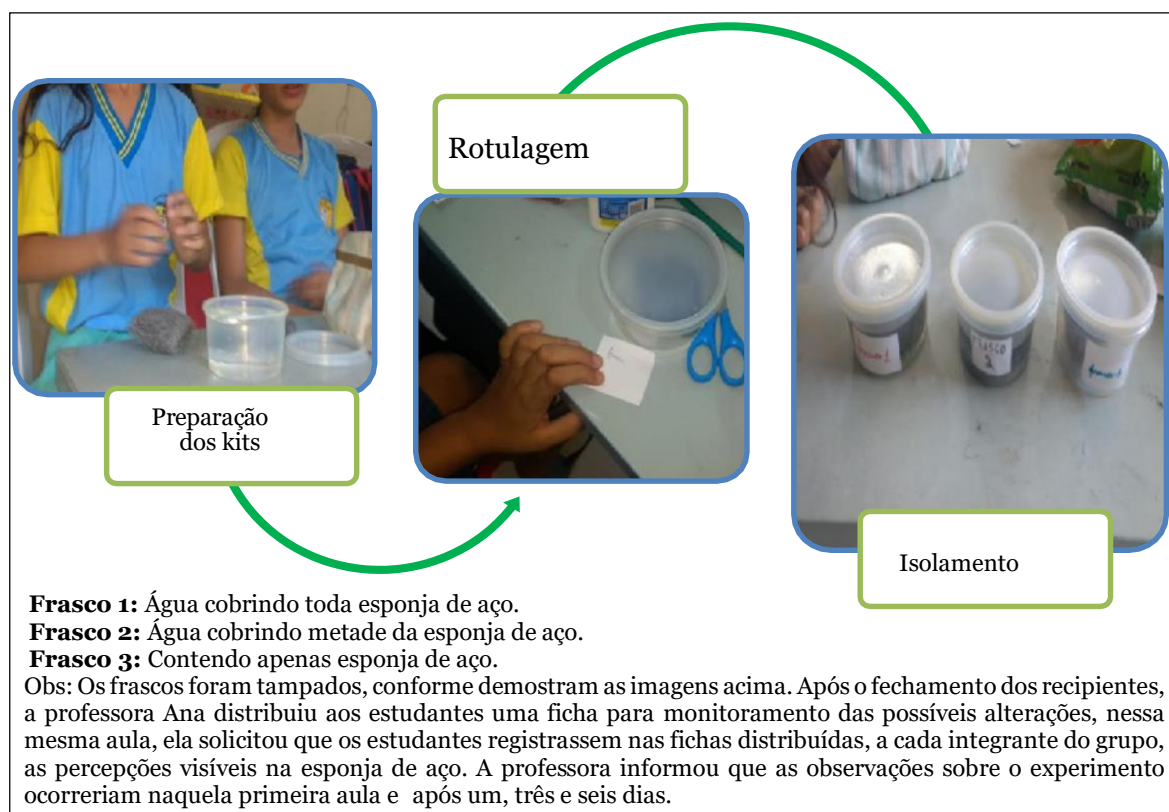 Rotulagem
Preparação
dos kits
Isolamento
FRASCO
2
Frasco 1: Água cobrindo toda esponja de aço.
Frasco 2: Água cobrindo metade da esponja de aço.
Frasco 3: Contendo apenas esponja de aço.
Obs: Os frascos foram tampados, conforme demostram as imagens acima. Após o fechamento dos recipientes,
a professora Ana distribuiu aos estudantes uma ficha para monitoramento das possíveis alterações, nessa
mesma aula, ela solicitou que os estudantes registrassem nas fichas distribuídas, a cada integrante do grupo,
as percepções visíveis na esponja de aço. A professora informou que as observações sobre o experimento
ocorreriam naquela primeira aula e após um, três e seis dias.